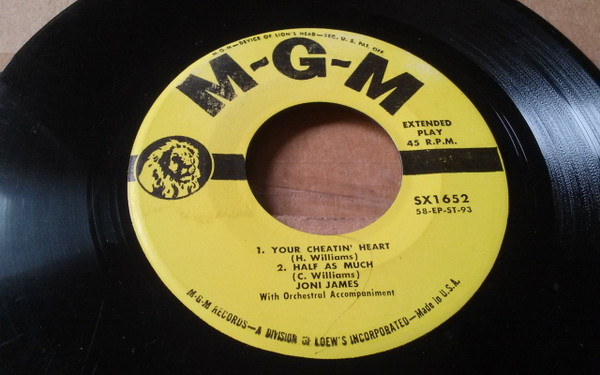 M-G-M—DEVICE OF LION'S HEAD—REG. U. S. PAT. OFF.
M-G-M
EXTENDED
PLAY
45 R.P.M.
SX1652
58-EP-ST-93
1. YOUR CHEATIN' HEART
(H. Williams)
2. HALF AS MUCH
(C. Williams)
JONI JAMES
With Orchestral Accompaniment
M-G-M RECORDS—A DIVISION OF LOEW'S INCORPORATED—Made in U.S.A.